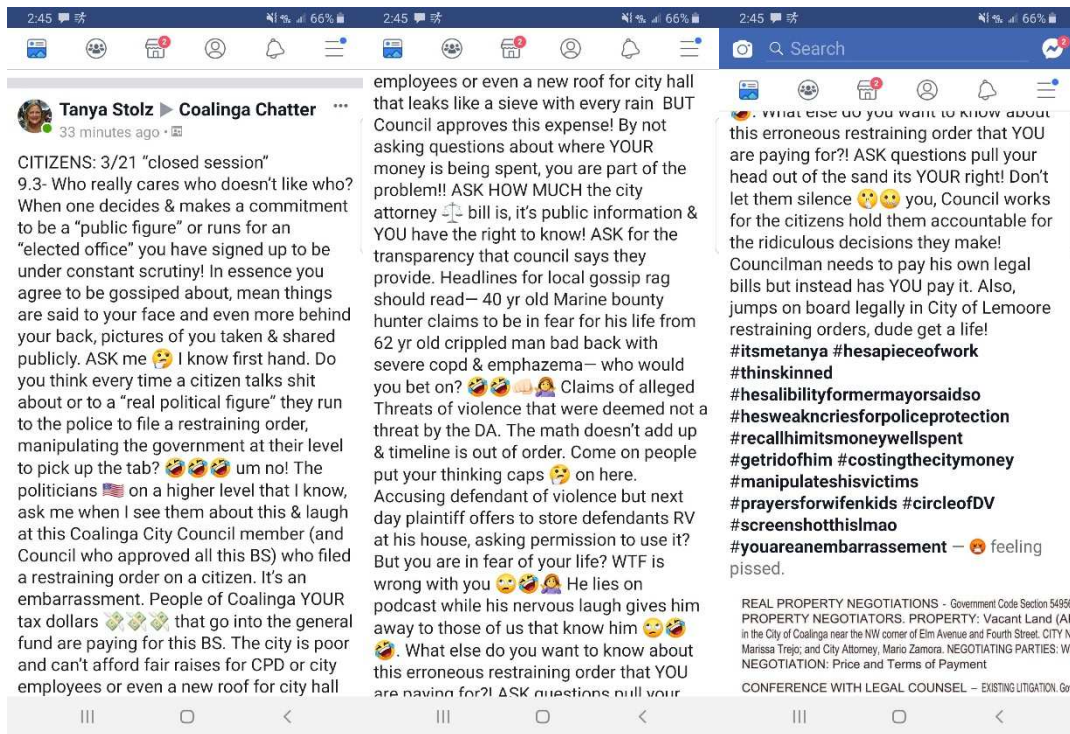 2:45 66%
Tanya Stolz ▶ Coalinga Chatter
33 minutes ago
CITIZENS: 3/21 “closed session”
9.3- Who really cares who doesn’t like who?
When one decides & makes a commitment
to be a “public figure” or runs for an
“elected office” you have signed up to be
under constant scrutiny! In essence you
agree to be gossiped about, mean things
are said to your face and even more behind
your back, pictures of you taken & shared
publicly. ASK me 🤔 I know first hand. Do
you think every time a citizen talks shit
about or to a “real political figure” they run
to the police to file a restraining order,
manipulating the government at their level
to pick up the tab? 🤣🤣🤣 um no! The
politicians 🇺🇸 on a higher level that I know,
ask me when I see them about this & laugh
at this Coalinga City Council member (and
Council who approved all this BS) who filed
a restraining order on a citizen. It’s an
embarrassment. People of Coalinga YOUR
tax dollars 💸💸💸 that go into the general
fund are paying for this BS. The city is poor
and can’t afford fair raises for CPD or city
employees or even a new roof for city hall
2:45 66%
2
employees or even a new roof for city hall
that leaks like a sieve with every rain BUT
Council approves this expense! By not
asking questions about where YOUR
money is being spent, you are part of the
problem!! ASK HOW MUCH the city
attorney ⚖️ bill is, it’s public information &
YOU have the right to know! ASK for the
transparency that council says they
provide. Headlines for local gossip rag
should read— 40 yr old Marine bounty
hunter claims to be in fear for his life from
62 yr old crippled man bad back with
severe copd & emphazema— who would
you bet on? 🤣🤣👊🏻🤷‍♀️ Claims of alleged
Threats of violence that were deemed not a
threat by the DA. The math doesn’t add up
& timeline is out of order. Come on people
put your thinking caps 🤔 on here.
Accusing defendant of violence but next
day plaintiff offers to store defendants RV
at his house, asking permission to use it?
But you are in fear of your life? WTF is
wrong with you 🙄🤣🤷‍♀️ He lies on
podcast while his nervous laugh gives him
away to those of us that know him 🙄🤣
🤣. What else do you want to know about
this erroneous restraining order that YOU
are paying for?! ASK questions pull your
2:45 66%
Search
2
🤣. What else do you want to know about
this erroneous restraining order that YOU
are paying for?! ASK questions pull your
head out of the sand its YOUR right! Don’t
let them silence 🤫🤐 you, Council works
for the citizens hold them accountable for
the ridiculous decisions they make!
Councilman needs to pay his own legal
bills but instead has YOU pay it. Also,
jumps on board legally in City of Lemoore
restraining orders, dude get a life!
#itsmetanya #hesapieceofwork
#thinskinned
#hesalibilityformermayorsaidso
#hesweakncriesforpoliceprotection
#recallhimitsmoneywellspent
#getridofhim #costingthecitymoney
#manipulateshisvictims
#prayersforwifenkids #circleofDV
#screenshotthislmao
#youareanembarrassement — 😡 feeling
pissed.
REAL PROPERTY NEGOTIATIONS - Government Code Section 5495
PROPERTY NEGOTIATORS. PROPERTY: Vacant Land
in the City of Coalinga near the NW corner of Elm Avenue and Fourth Street. CITY
Marissa Trejo; and City Attorney, Mario Zamora. NEGOTIATING PARTIES:
NEGOTIATION: Price and Terms of Payment
CONFERENCE WITH LEGAL COUNSEL – EXISTING LITIGATION.